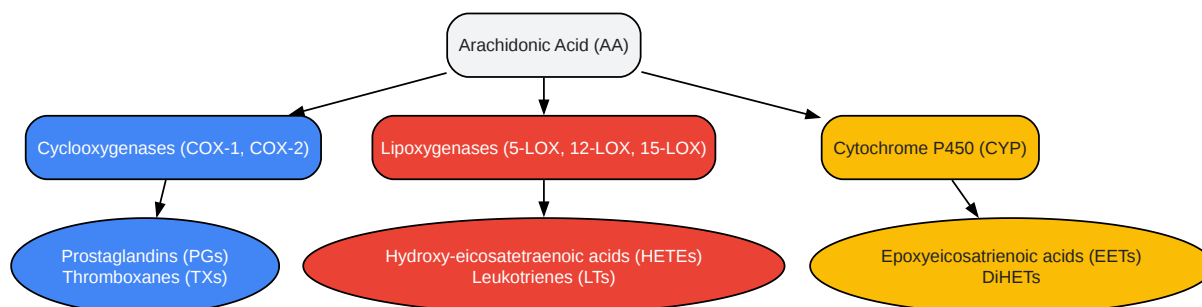 Arachidonic Acid (AA)
Cyclooxygenases (COX-1, COX-2)
Lipoxygenases (5-LOX, 12-LOX, 15-LOX)
Cytochrome P450 (CYP)
Prostaglandins (PGs)
Thromboxanes (TXs)
Hydroxy-eicosatetraenoic acids (HETEs)
Leukotrienes (LTs)
Epoxyeicosatrienoic acids (EETs)
DiHETs